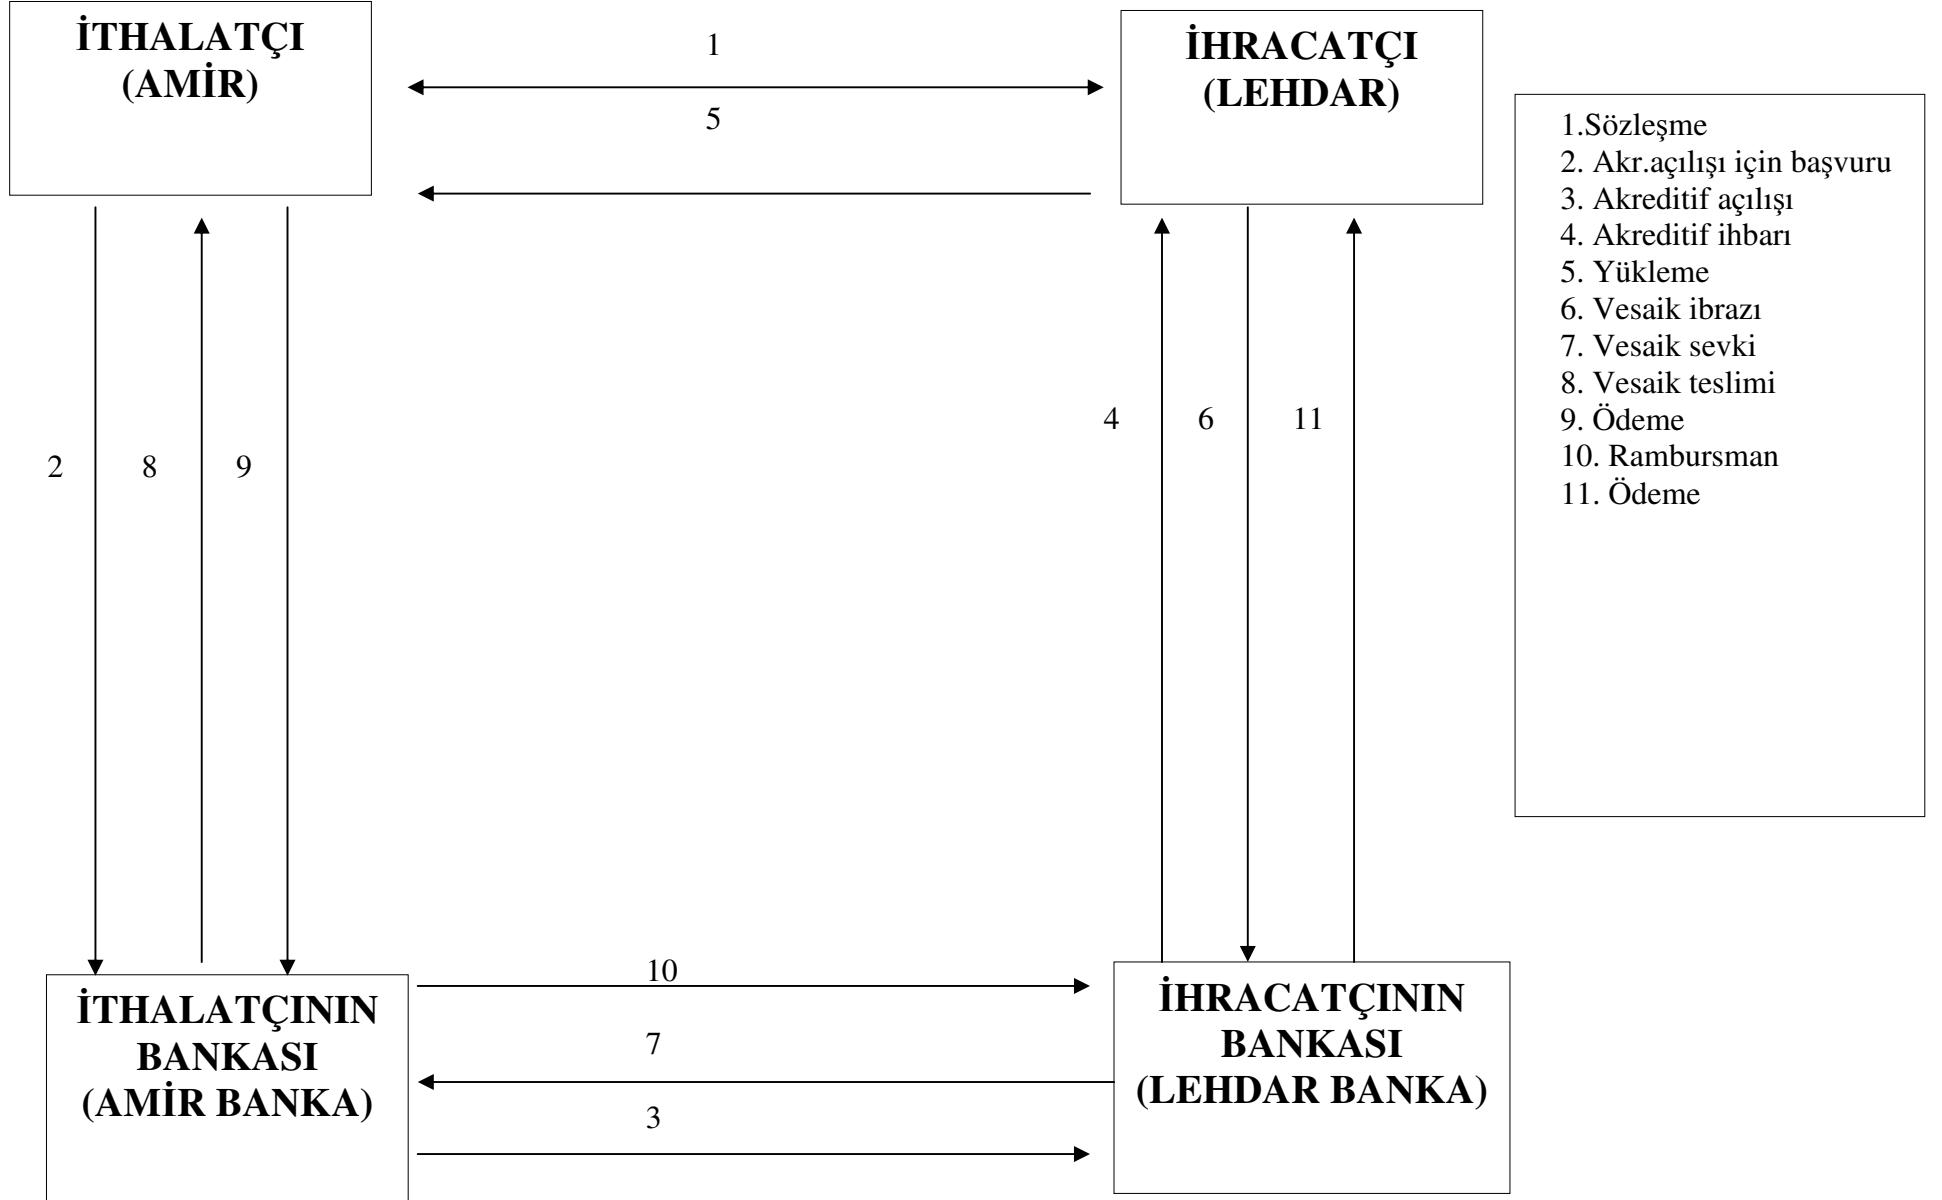 İTHALATÇI
(AMİR)
1
5
İHRACATÇI
(LEHDAR)
1.Sözleşme
2. Akr.açılışı için başvuru
3. Akreditif açılışı
4. Akreditif ihbarı
5. Yükleme
6. Vesaik ibrazı
7. Vesaik sevki
8. Vesaik teslimi
9. Ödeme
10. Rambursman
11. Ödeme
2
8
9
4
6
11
İTHALATÇININ
BANKASI
(AMİR BANKA)
10
7
3
İHRACATÇININ
BANKASI
(LEHDAR BANKA)